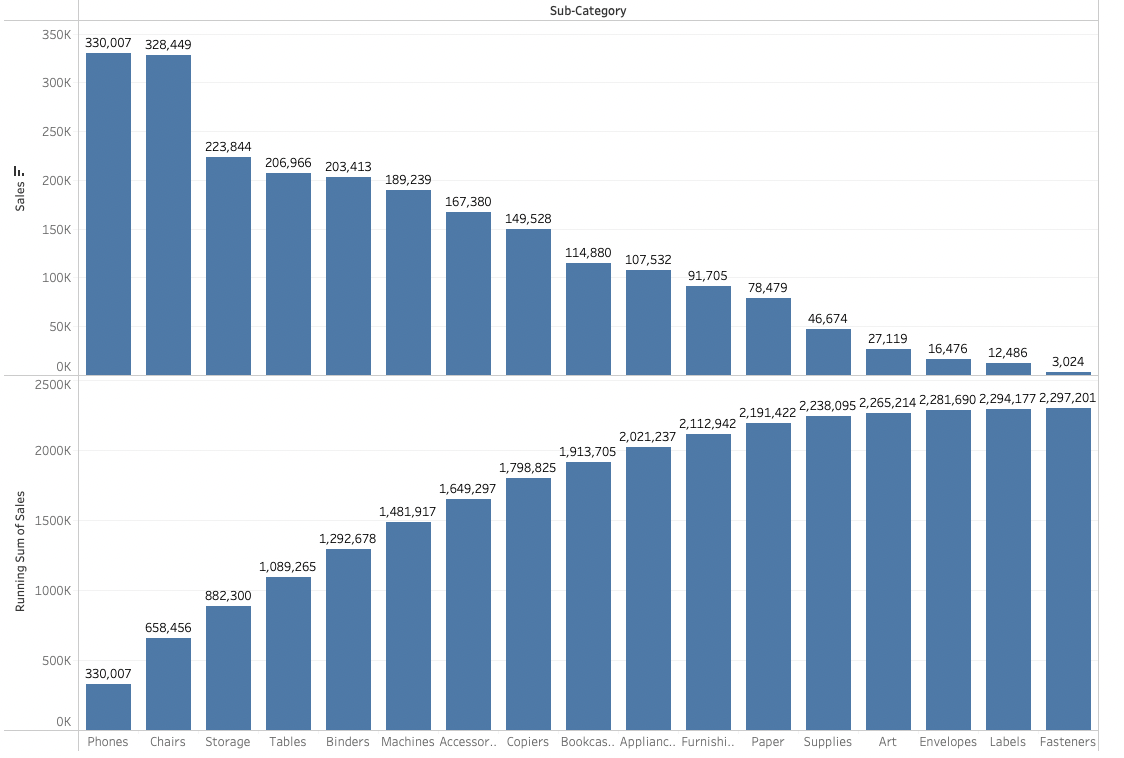 Sub-Category
350K
300K
250K
200K
150K
100K
50K
0K
Sales
330,007
328,449
223,844
206,966
203,413
189,239
167,380
149,528
114,880
107,532
91,705
78,479
46,674
27,119
16,476
12,486
3,024
2500K
2000K
1500K
1000K
500K
0K
Running Sum of Sales
330,007
658,456
882,300
1,089,265
1,292,678
1,481,917
1,649,297
1,798,825
1,913,705
2,021,237
2,112,942
2,191,422
2,238,095
2,265,214
2,281,690
2,294,177
2,297,201
Phones
Chairs
Storage
Tables
Binders
Machines
Accessor..
Copiers
Bookcas..
Applianc..
Furnishi..
Paper
Supplies
Art
Envelopes
Labels
Fasteners